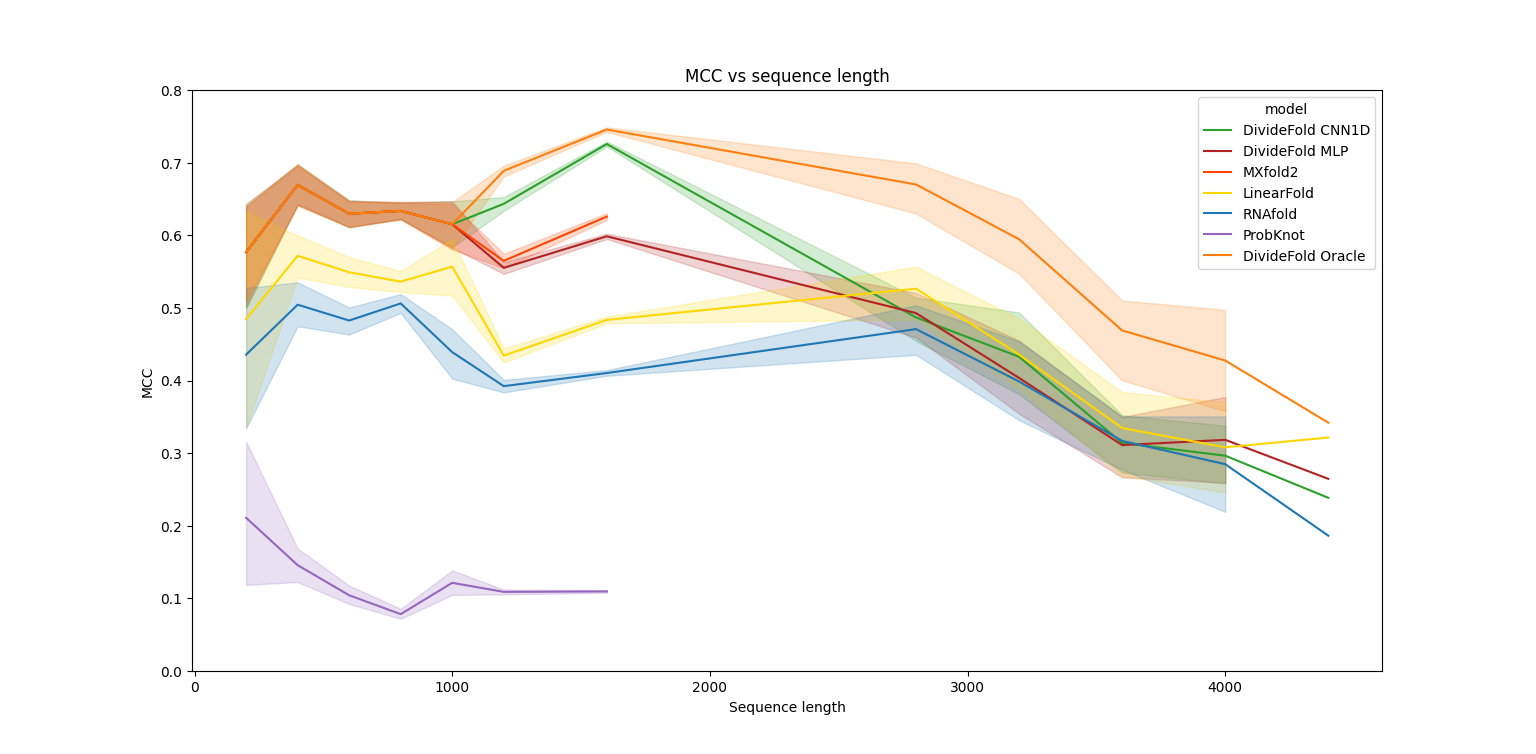 MCC vs sequence length
model
DivideFold CNN1D
DivideFold MLP
MXfold2
LinearFold
RNAfold
ProbKnot
DivideFold Oracle
MCC
0.8
0.7
0.6
0.5
0.4
0.3
0.2
0.1
0.0
0 1000 2000 3000 4000
Sequence length